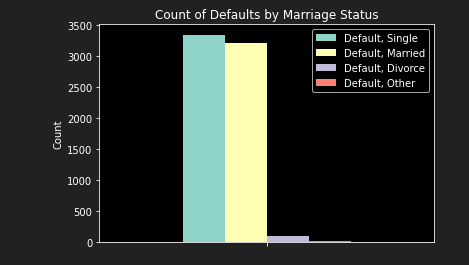 Count of Defaults by Marriage Status
3500
3000
2500
2000
1500
1000
500
0
Count
Default, Single
Default, Married
Default, Divorce
Default, Other